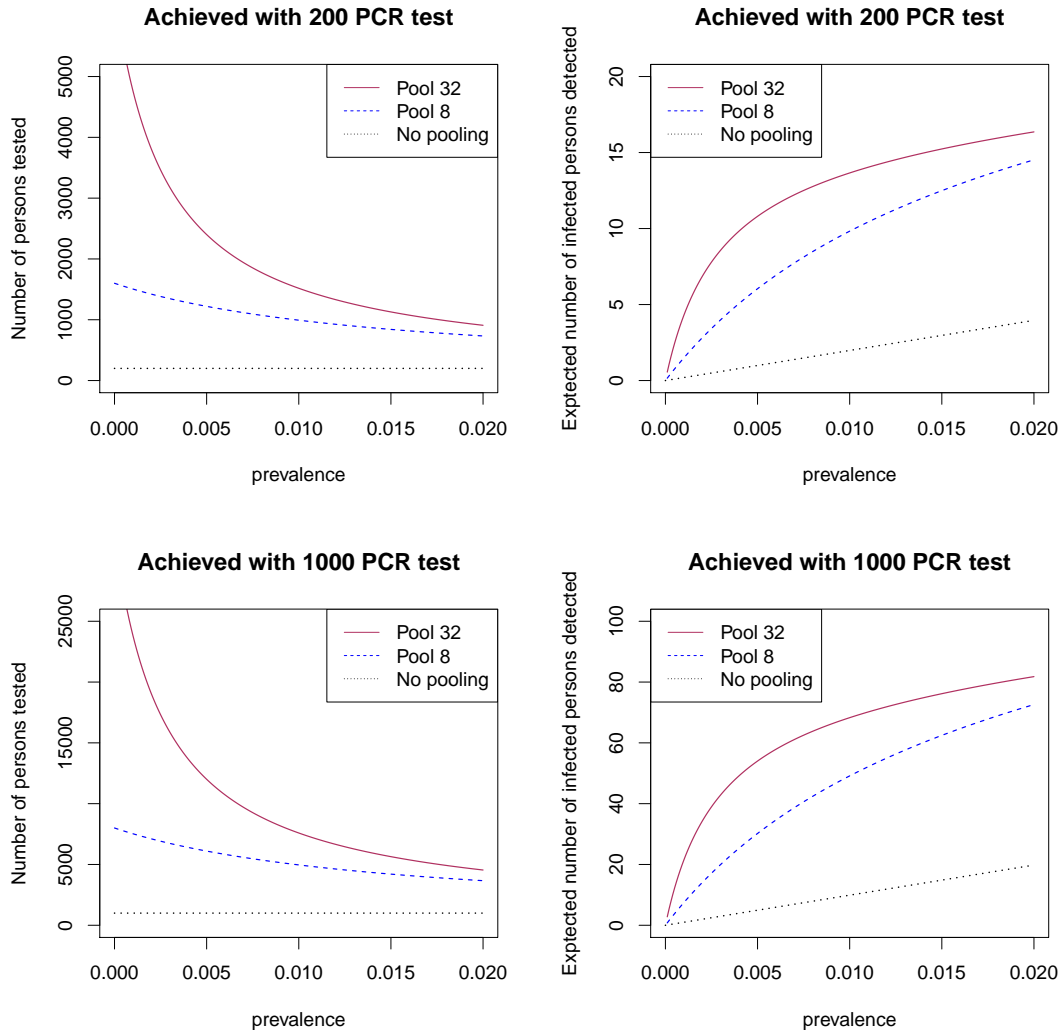 Achieved with 200 PCR test
Number of persons tested
5000
4000
3000
2000
1000
0
Pool 32
Pool 8
No pooling
0.000 0.005 0.010 0.015 0.020
prevalence
Achieved with 200 PCR test
Exptected number of infected persons detected
20
15
10
5
0
Pool 32
Pool 8
No pooling
0.000 0.005 0.010 0.015 0.020
prevalence
Achieved with 1000 PCR test
Number of persons tested
25000
15000
5000
0
Pool 32
Pool 8
No pooling
0.000 0.005 0.010 0.015 0.020
prevalence
Achieved with 1000 PCR test
Exptected number of infected persons detected
100
80
60
40
20
0
Pool 32
Pool 8
No pooling
0.000 0.005 0.010 0.015 0.020
prevalence